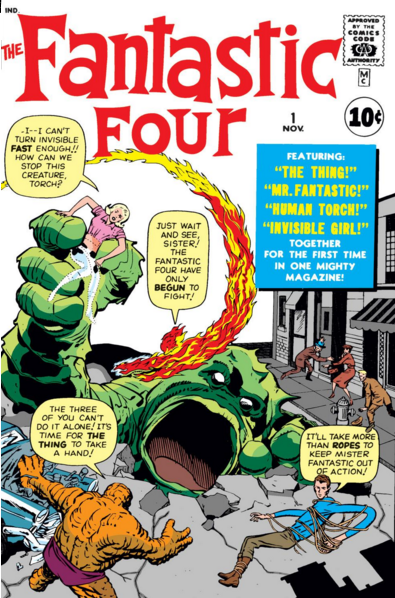 IND.
THE
FANTASTIC
FOUR
APPROVED
BY THE
COMICS
CODE
AUTHORITY
M
C
1
NOV.
10¢
-I--I CAN'T
TURN INVISIBLE
FAST ENOUGH!!
HOW CAN WE
STOP THIS
CREATURE,
TORCH?
FEATURING:
"THE THING!"
"MR. FANTASTIC!"
"HUMAN TORCH!"
"INVISIBLE GIRL!"
TOGETHER
FOR THE FIRST TIME
IN ONE MIGHTY
MAGAZINE!
JUST WAIT
AND SEE,
SISTER!
THE
FANTASTIC
FOUR HAVE
ONLY
BEGUN TO
FIGHT!
THE THREE
OF YOU CAN'T
DO IT ALONE! IT'S
TIME FOR THE
THING TO TAKE
A HAND!
IT'LL TAKE MORE
THAN ROPES TO
KEEP MISTER
FANTASTIC OUT
OF ACTION!